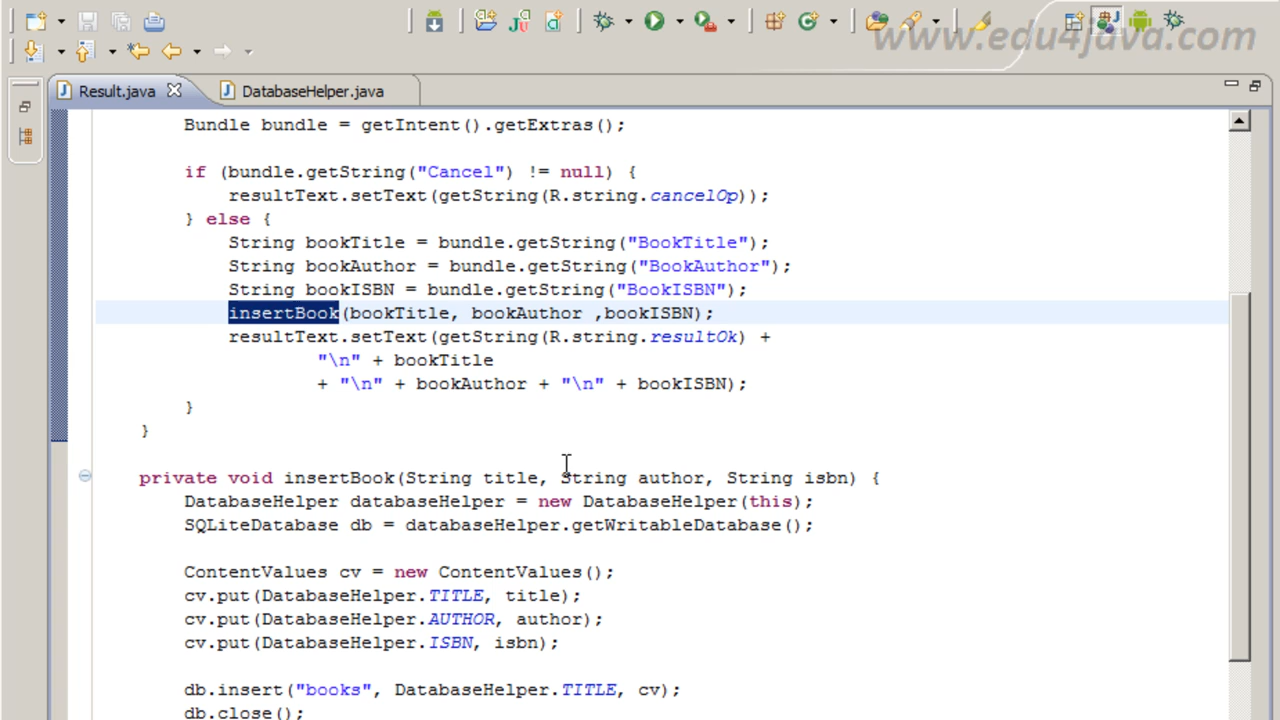 www.edu4java.com
Result.java
DatabaseHelper.java
Bundle bundle = getIntent().getExtras();
if (bundle.getString("Cancel") != null) {
resultText.setText(getString(R.string.cancelOp));
} else {
String bookTitle = bundle.getString("BookTitle");
String bookAuthor = bundle.getString("BookAuthor");
String bookISBN = bundle.getString("BookISBN");
insertBook(bookTitle, bookAuthor ,bookISBN);
resultText.setText(getString(R.string.resultOk) +
"\n" + bookTitle
+ "\n" + bookAuthor + "\n" + bookISBN);
}
}
private void insertBook(String title, String author, String isbn) {
DatabaseHelper databaseHelper = new DatabaseHelper(this);
SQLiteDatabase db = databaseHelper.getWritableDatabase();
ContentValues cv = new ContentValues();
cv.put(DatabaseHelper.TITLE, title);
cv.put(DatabaseHelper.AUTHOR, author);
cv.put(DatabaseHelper.ISBN, isbn);
db.insert("books", DatabaseHelper.TITLE, cv);
db.close();